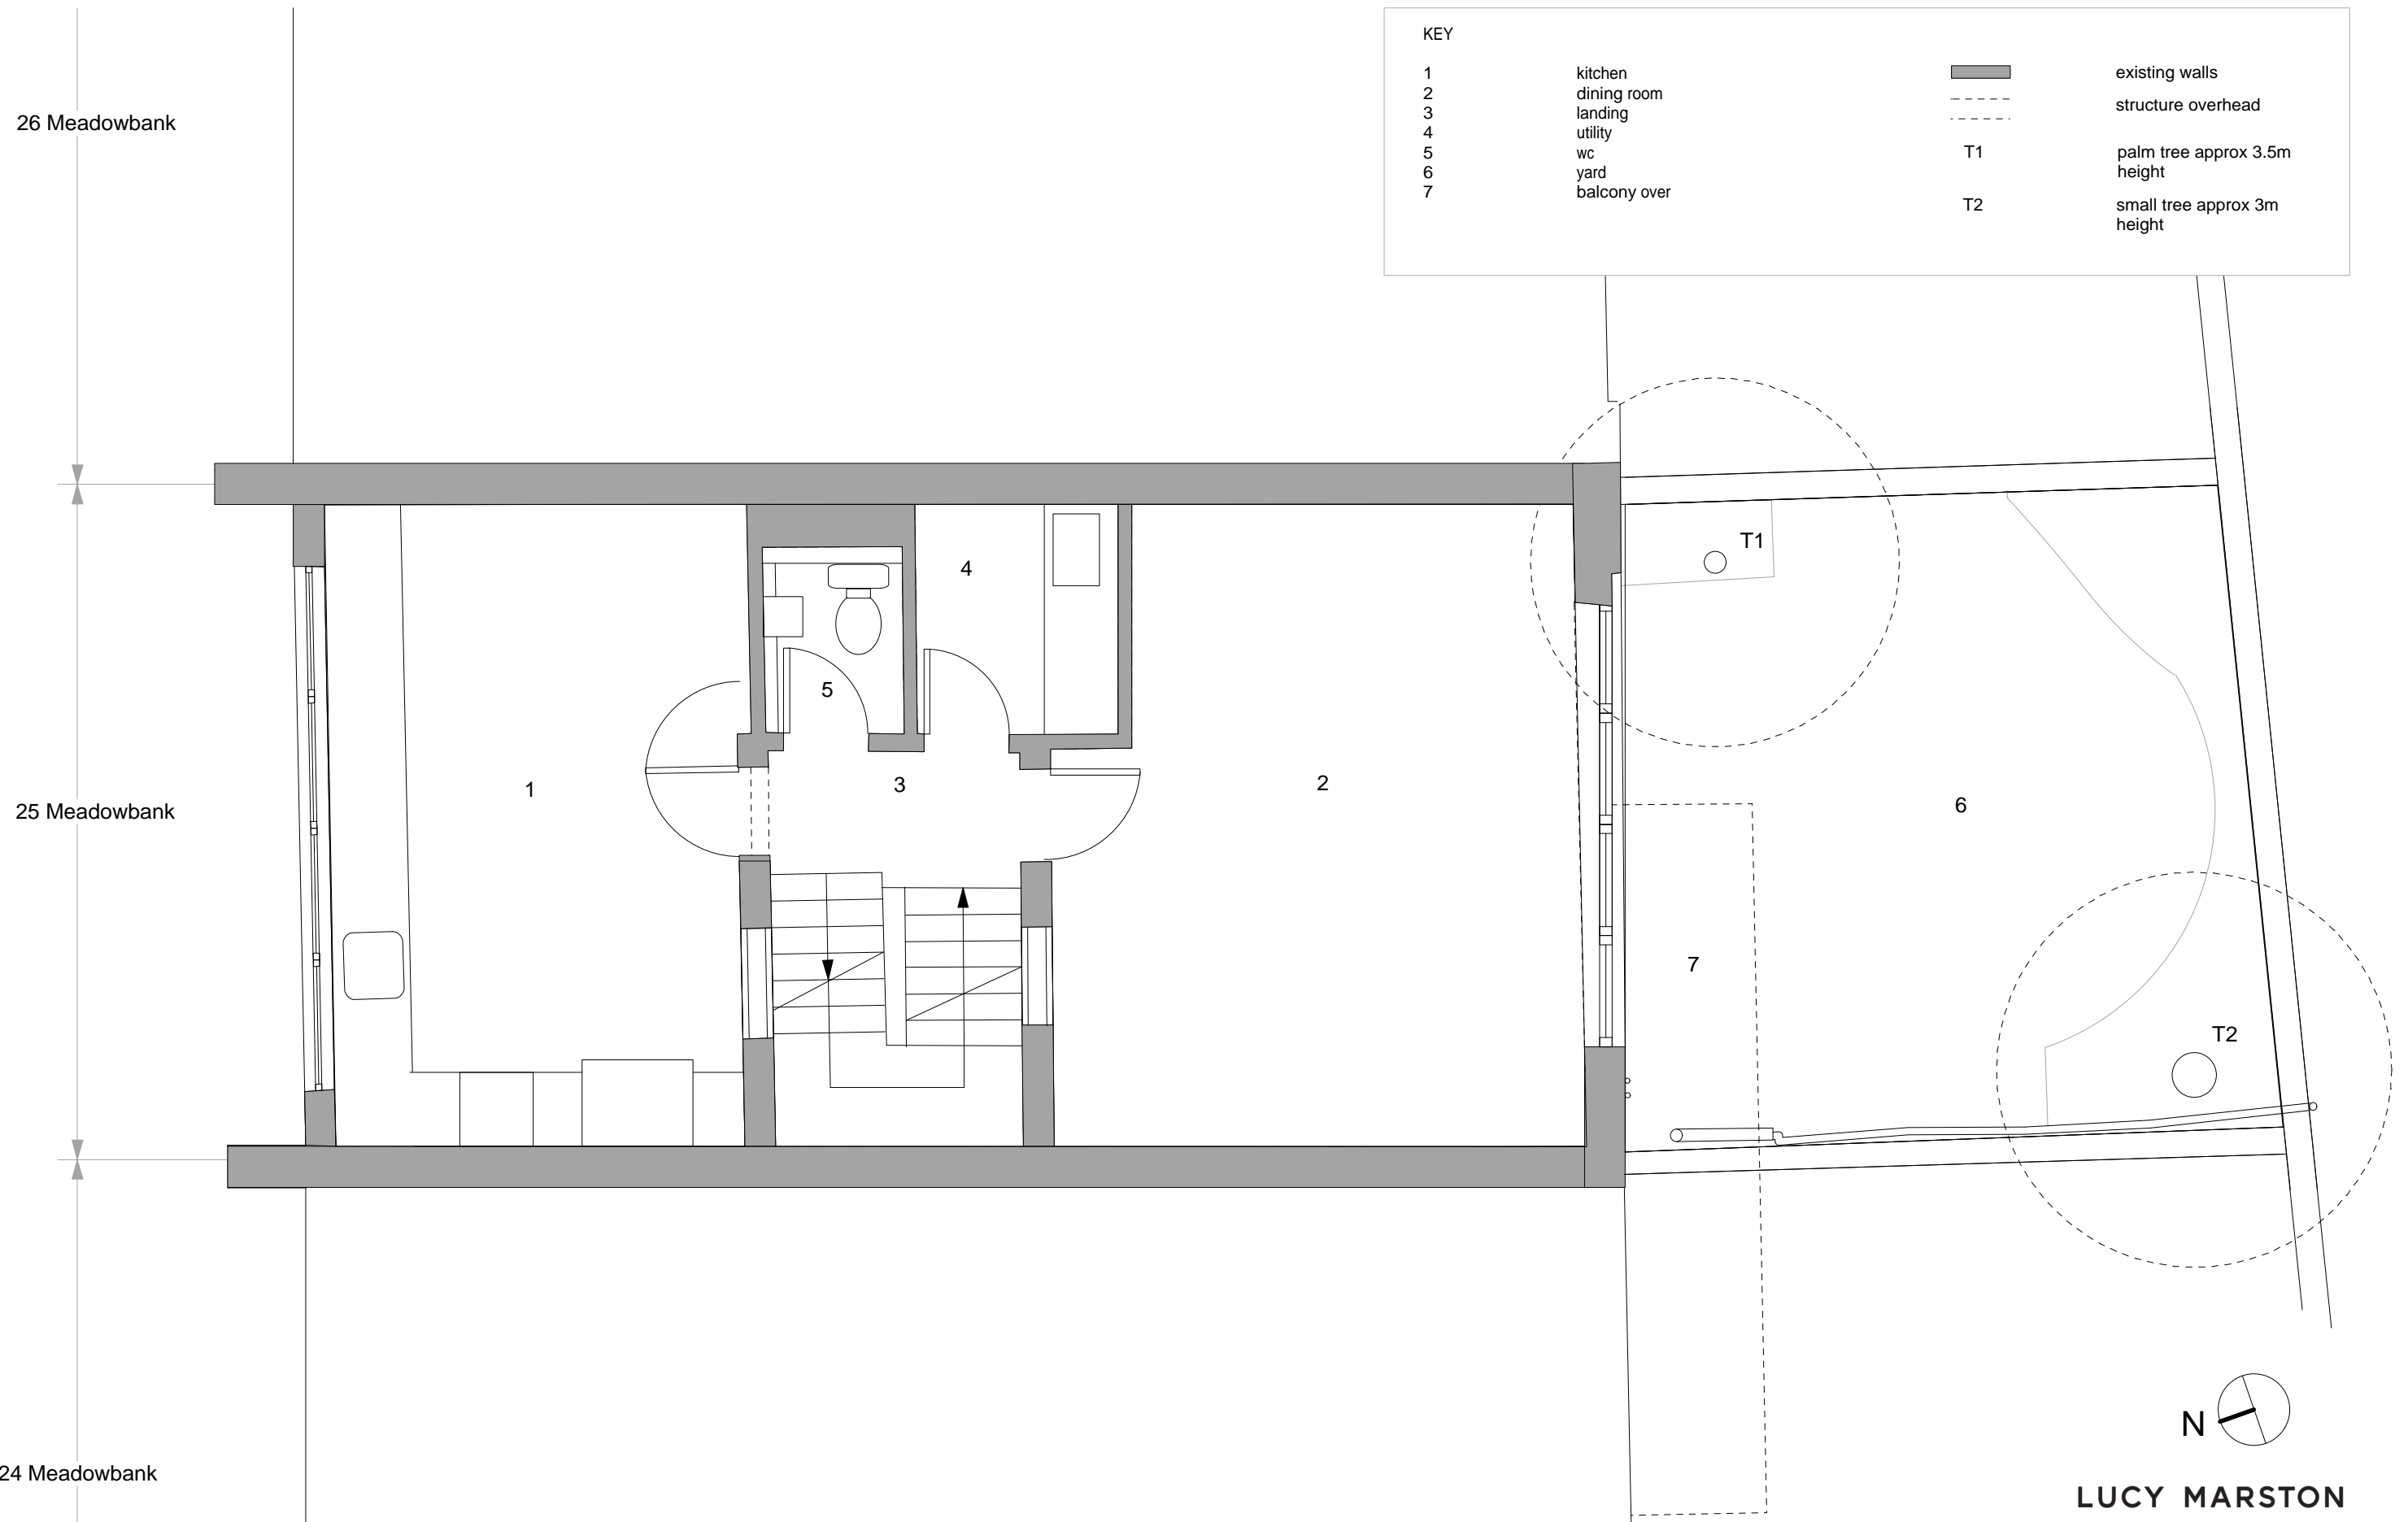 KEY
1 kitchen
2 dining room
3 landing
4 utility
5 wc
6 yard
7 balcony over
existing walls
structure overhead
T1 palm tree approx 3.5m
height
T2 small tree approx 3m
height
26 Meadowbank
25 Meadowbank
24 Meadowbank
T1
4
5
1
3
2
6
7
T2
N
LUCY MARSTON